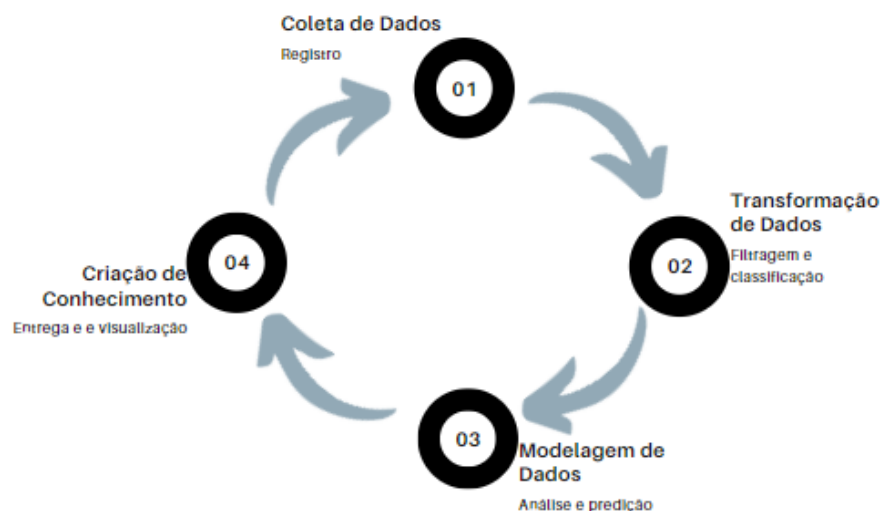 Coleta de Dados
Registro
01
Transformação
de Dados
Filtragem e
classificação
02
04
Criação de
Conhecimento
Entrega e e visualização
03
Modelagem de
Dados
Análise e predição